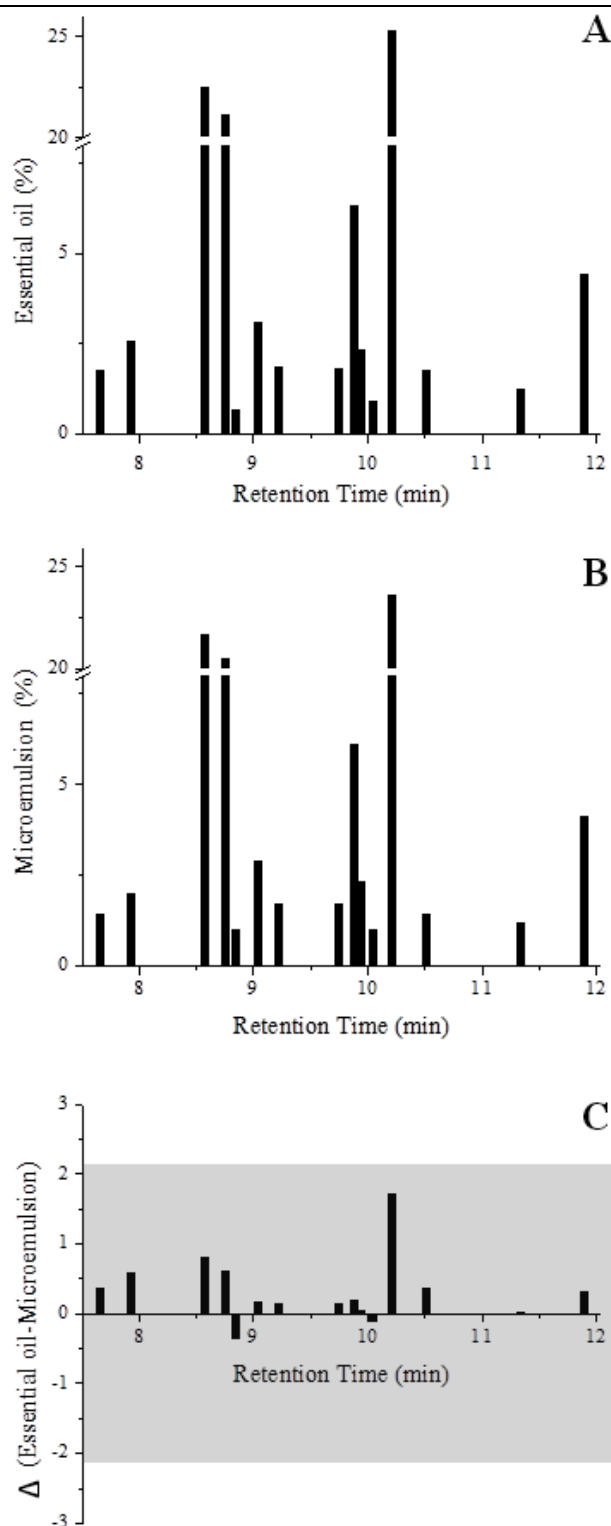 A
Essential oil (%)
25
20
5
0
8 9 10 11 12
Retention Time (min)
B
Microemulsion (%)
25
20
5
0
8 9 10 11 12
Retention Time (min)
C
Δ (Essential oil-Microemulsion)
3
2
1
0
8 9 10 11 12
Retention Time (min)
-1
-2
-3